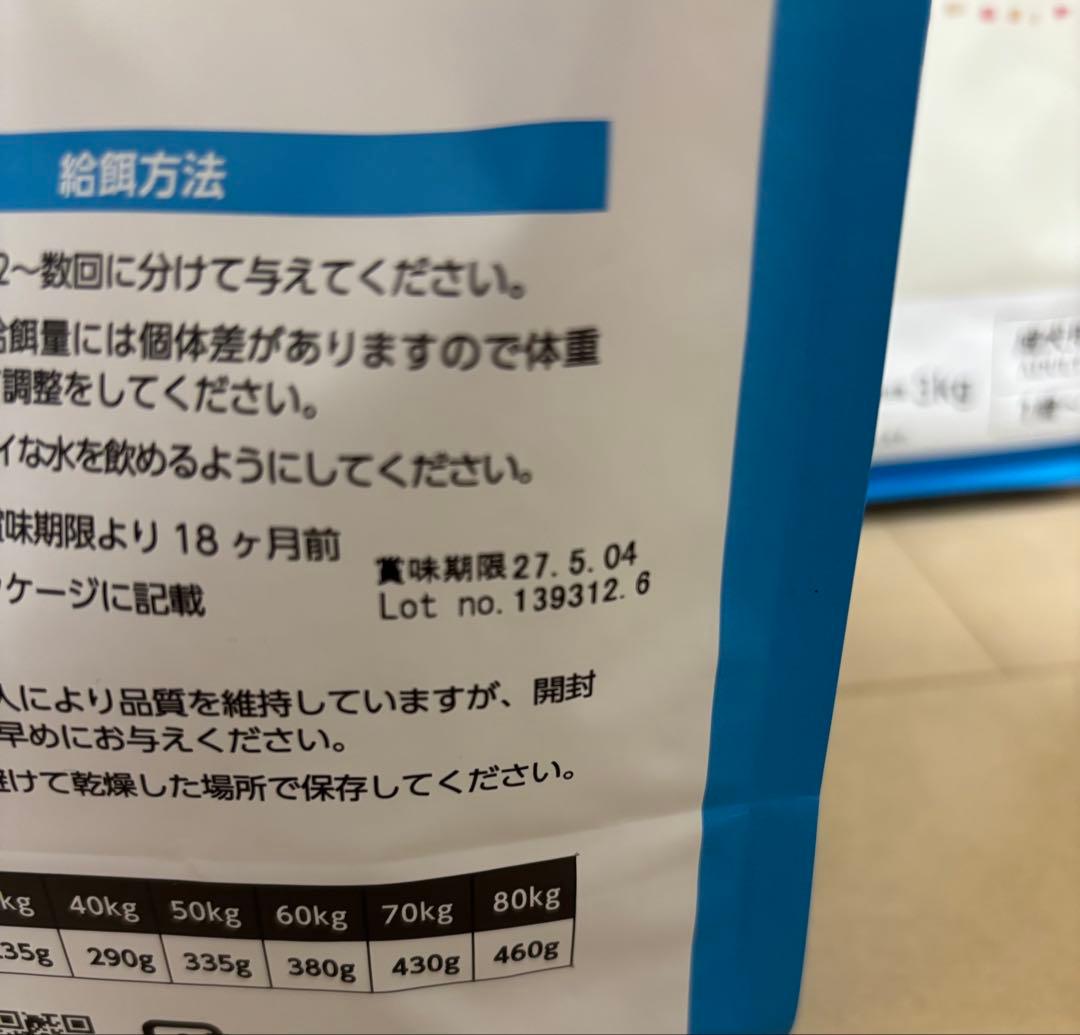 給餌方法
2〜数回に分けて与えてください。
給餌量には個体差がありますので体重
調整をしてください。
イな水を飲めるようにしてください。
賞味期限より 18 ヶ月前
ケージに記載
賞味期限27.5.04
Lot no.139312.6
入により品質を維持していますが、開封
早めにお与えください。
避けて乾燥した場所で保存してください。
kg 40kg 50kg 60kg 70kg 80kg
35g 290g 335g 380g 430g 460g
3kg